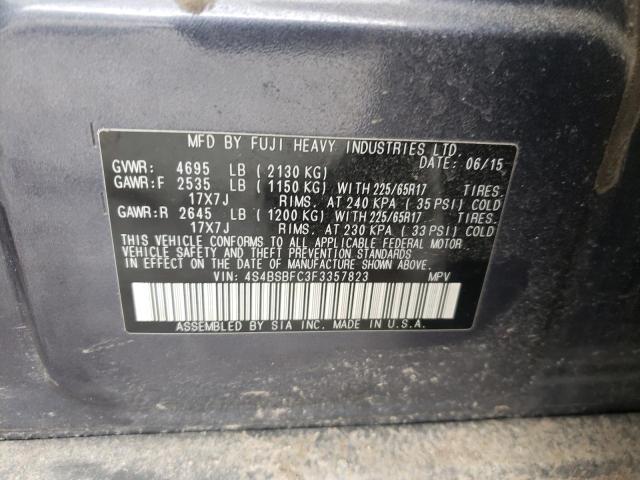 MFD BY FUJI HEAVY INDUSTRIES LTD.
DATE: 06/15
GVWR: 4695 LB (2130 KG)
GAWR:F 2535 LB (1150 KG) WITH 225/65R17 TIRES.
17X7J RIMS. AT 240 KPA (35 PSI) COLD
GAWR:R 2645 LB (1200 KG) WITH 225/65R17 TIRES.
17X7J RIMS. AT 230 KPA (33 PSI) COLD
THIS VEHICLE CONFORMS TO ALL APPLICABLE FEDERAL MOTOR
VEHICLE SAFETY AND THEFT PREVENTION STANDARDS
IN EFFECT ON THE DATE OF MANUFACTURE SHOWN ABOVE.
VIN: 4S4BSBFC3F3357823 MPV
ASSEMBLED BY SIA INC. MADE IN U.S.A.